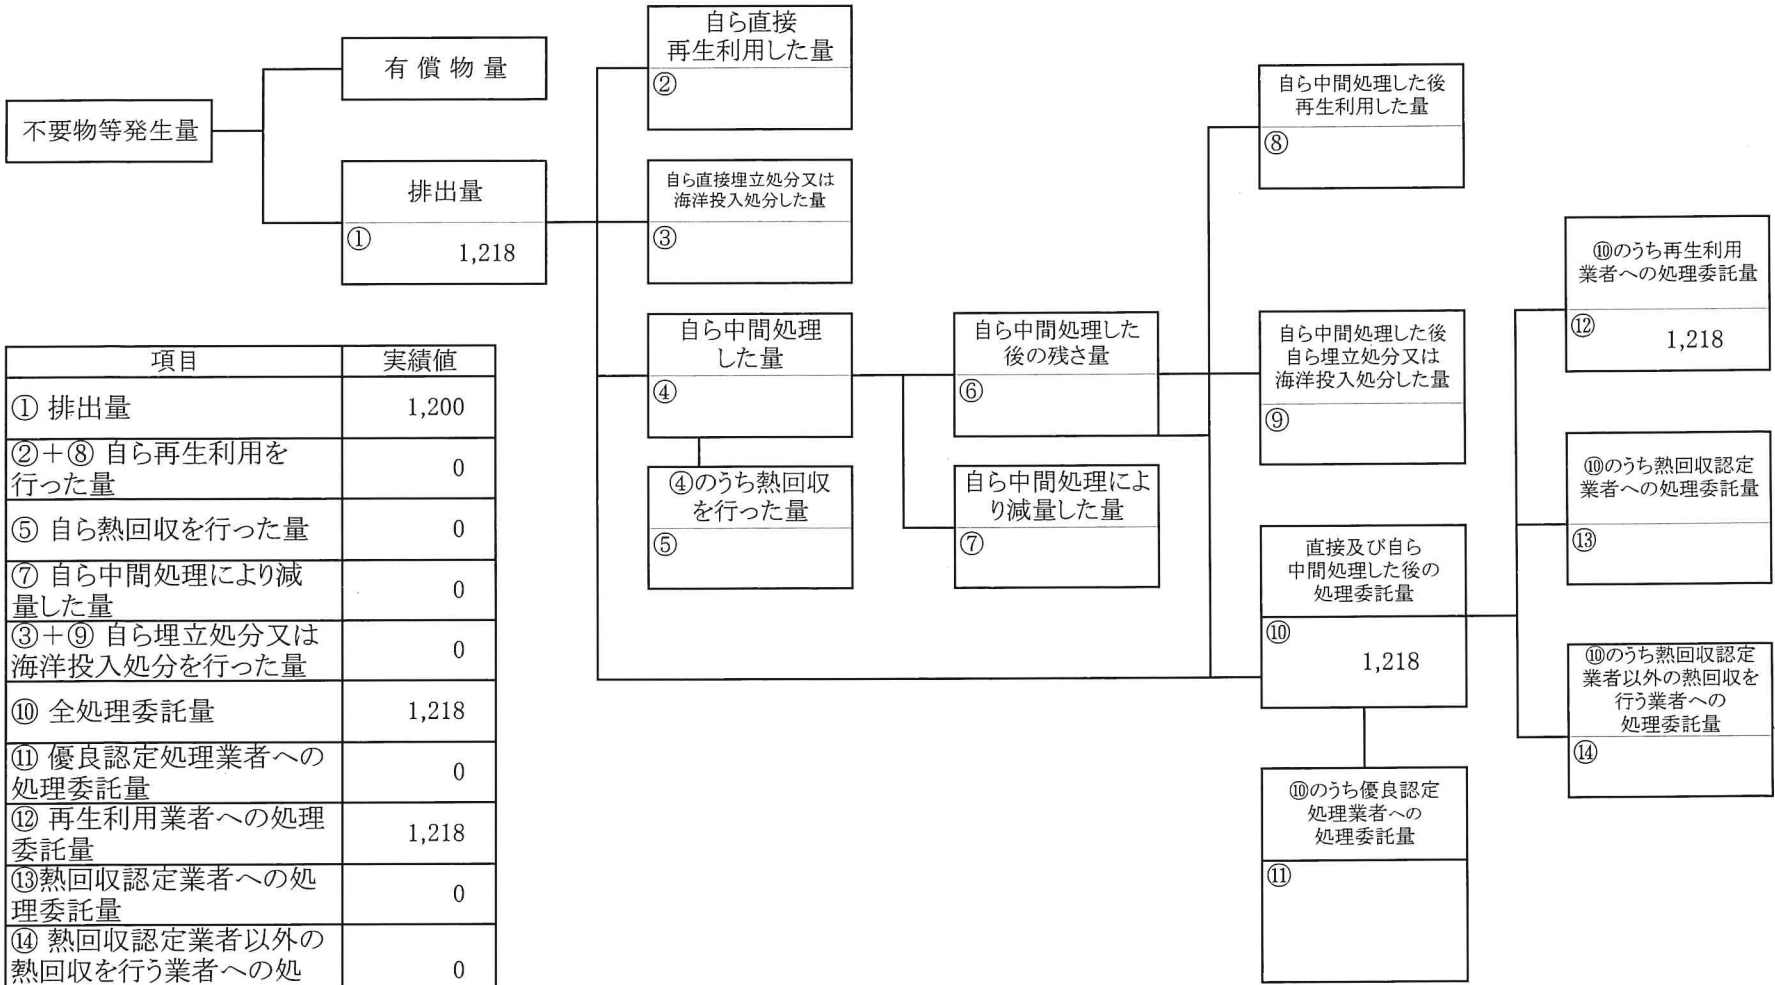 不要物等発生量
有 償 物 量
排出量
①
1,218
自ら直接
再生利用した量
②
自ら直接埋立処分又は
海洋投入処分した量
③
自ら中間処理
した量
④
④のうち熱回収
を行った量
⑤
自ら中間処理した
後の残さ量
⑥
自ら中間処理によ
り減量した量
⑦
自ら中間処理した後
再生利用した量
⑧
自ら中間処理した後
自ら埋立処分又は
海洋投入処分した量
⑨
直接及び自ら
中間処理した後の
処理委託量
⑩
1,218
⑩のうち優良認定
処理業者への
処理委託量
⑪
⑩のうち再生利用
業者への処理委託量
⑫
1,218
⑩のうち熱回収認定
業者への処理委託量
⑬
⑩のうち熱回収認定
業者以外の熱回収を
行う業者への
処理委託量
⑭
項目 実績値
① 排出量 1,200
②+⑧ 自ら再生利用を
行った量 0
⑤ 自ら熱回収を行った量 0
⑦ 自ら中間処理により減
量した量 0
③+⑨ 自ら埋立処分又は
海洋投入処分を行った量 0
⑩ 全処理委託量 1,218
⑪ 優良認定処理業者への
処理委託量 0
⑫ 再生利用業者への処理
委託量 1,218
⑬熱回収認定業者への処
理委託量 0
⑭ 熱回収認定業者以外の
熱回収を行う業者への処 0